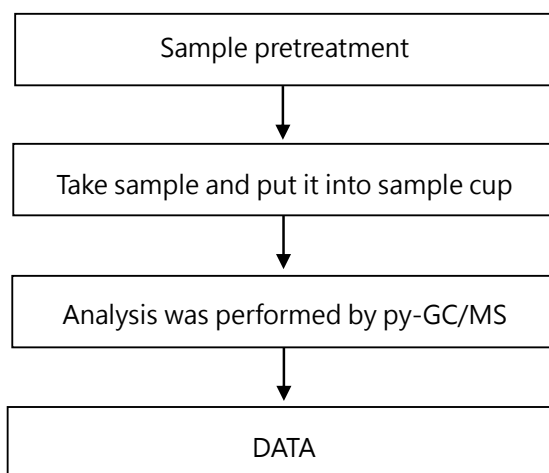 Sample pretreatment
Take sample and put it into sample cup
Analysis was performed by py-GC/MS
DATA